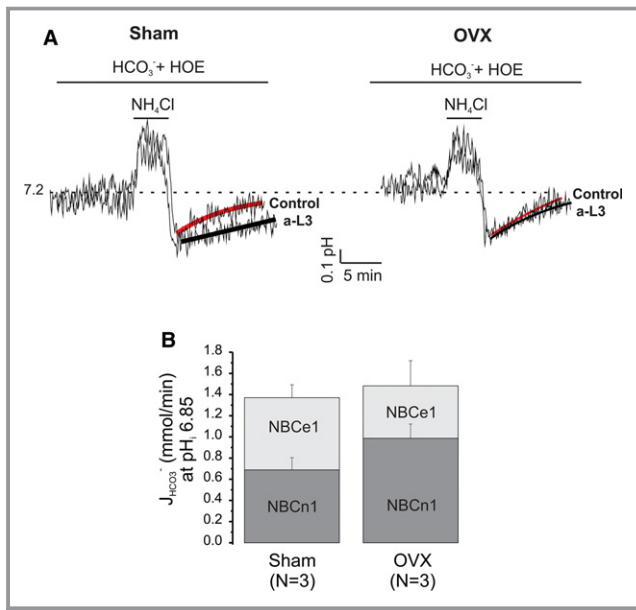 A
Sham
OVX
HCO₃⁻+ HOE
HCO₃⁻+ HOE
NH₄Cl
NH₄Cl
7.2
Control
a-L3
Control
a-L3
0.1 pH
5 min
B
J HCO3⁻ (mmol/min)
at pHᵢ 6.85
1.8
1.6
1.4
1.2
1.0
0.8
0.6
0.4
0.2
0.0
NBCe1
NBCe1
NBCn1
NBCn1
Sham
(N=3)
OVX
(N=3)